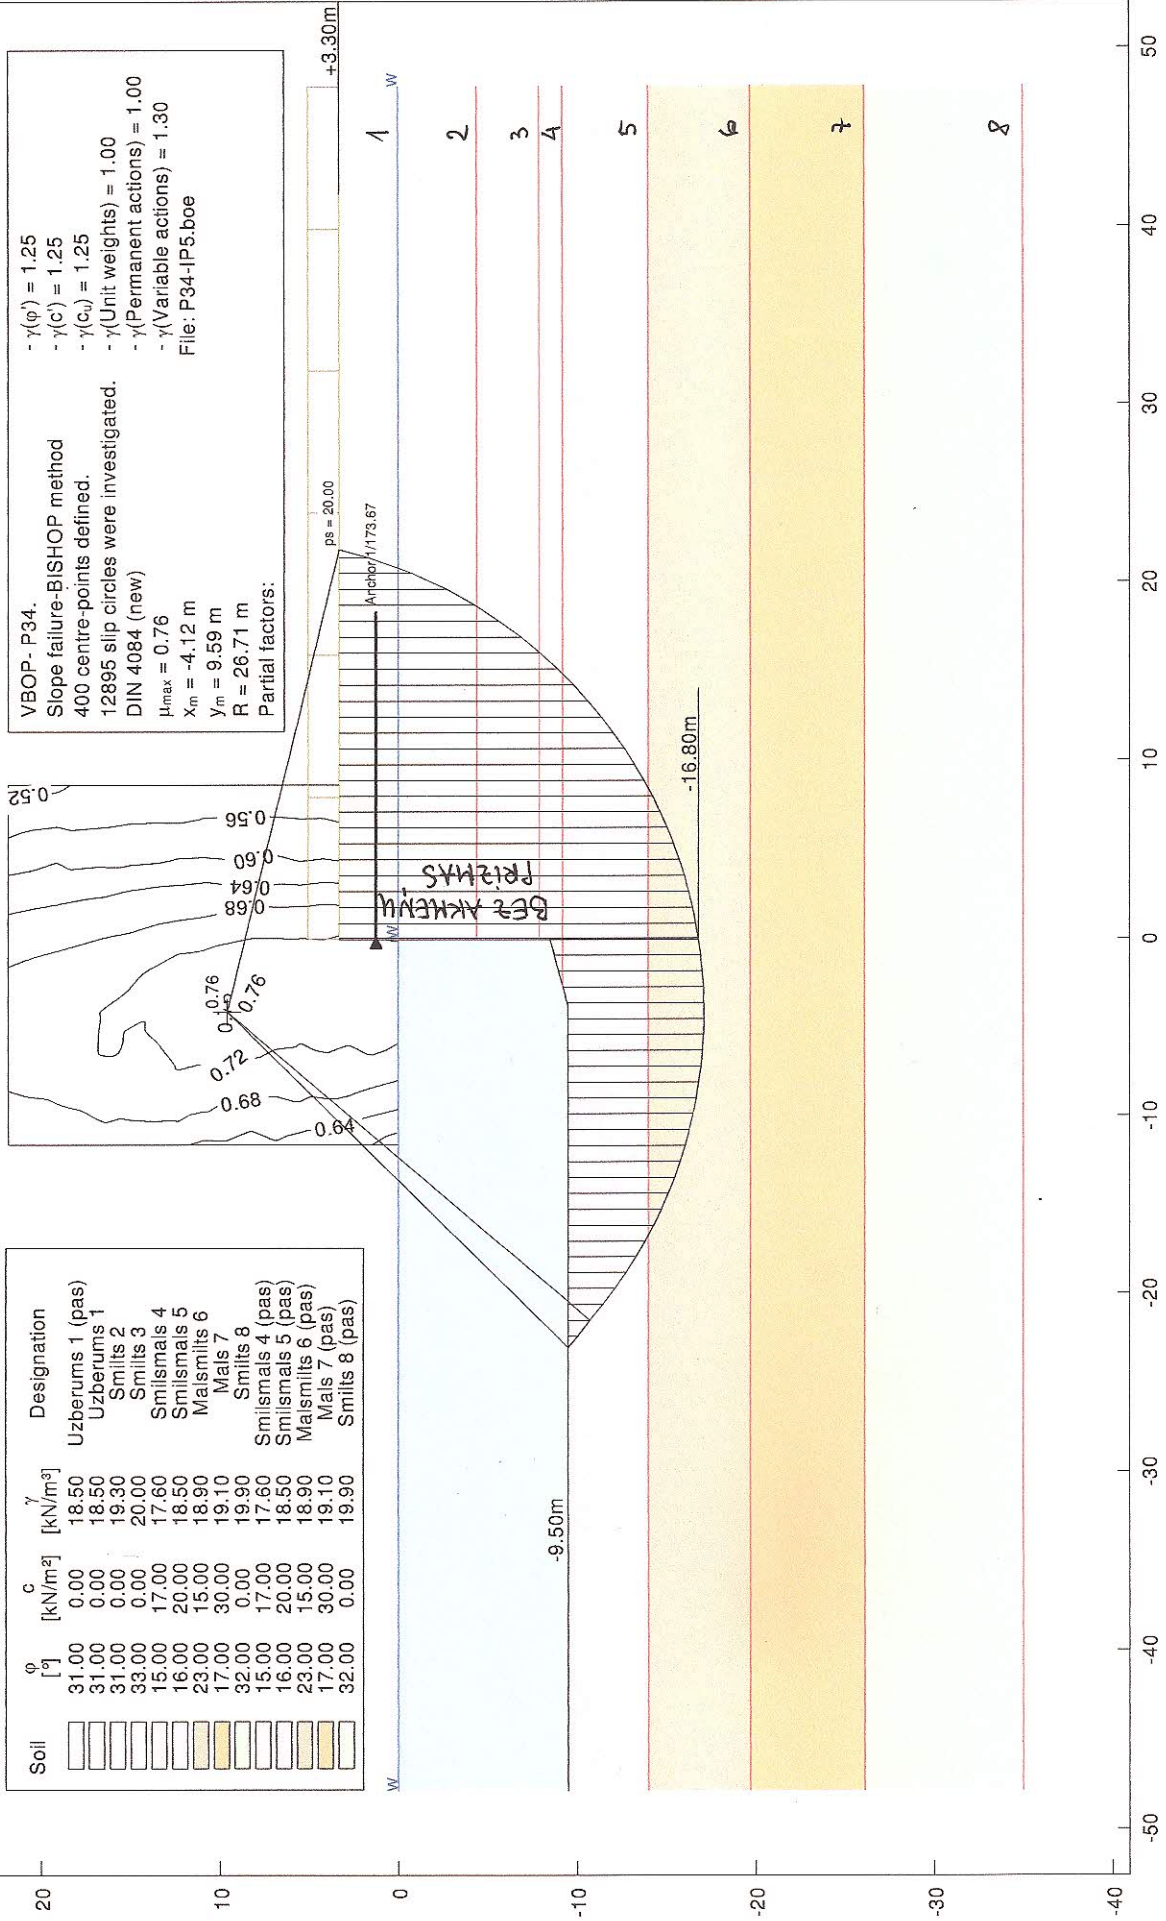 Soil φ c γ Designation
[°] [kN/m²] [kN/m³]
31.00 0.00 18.50 Uzberums 1 (pas)
31.00 0.00 18.50 Uzberums 1
31.00 0.00 19.30 Smilts 2
33.00 0.00 20.00 Smilts 3
15.00 17.00 17.60 Smilsmals 4
16.00 20.00 18.50 Smilsmals 5
23.00 15.00 18.90 Malsmilts 6
17.00 30.00 19.10 Mals 7
32.00 0.00 19.90 Smilts 8
15.00 17.00 17.60 Smilsmals 4 (pas)
16.00 20.00 18.50 Smilsmals 5 (pas)
23.00 15.00 18.90 Malsmilts 6 (pas)
17.00 30.00 19.10 Mals 7 (pas)
32.00 0.00 19.90 Smilts 8 (pas)
VBOP- P34.
Slope failure-BISHOP method
400 centre-points defined.
12895 slip circles were investigated.
DIN 4084 (new)
μmax = 0.76
xm = -4.12 m
ym = 9.59 m
R = 26.71 m
Partial factors:
- γ(φ') = 1.25
- γ(c') = 1.25
- γ(cu) = 1.25
- γ(Unit weights) = 1.00
- γ(Permanent actions) = 1.00
- γ(Variable actions) = 1.30
File: P34-IP5.boe
0.64
0.68
0.72
0.76
0.76
0.68
0.64
0.60
0.56
0.52
ps = 20.00
+3.30m
Anchor 1/173.67
w
w
w
BEZ AKMEŅU
PRIZMAS
-9.50m
-16.80m
1
2
3
4
5
6
7
8
20
10
0
-10
-20
-30
-40
-50 -40 -30 -20 -10 0 10 20 30 40 50